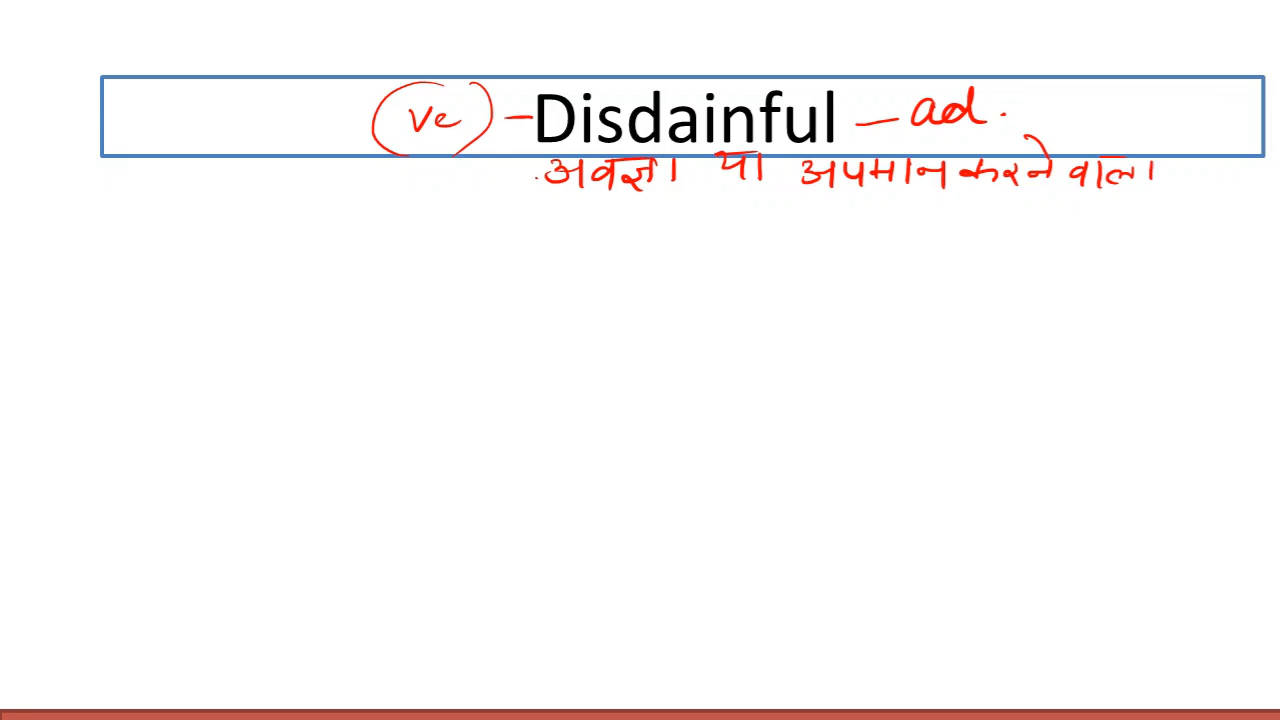 (ve) - Disdainful - ad.
अवज्ञा या अपमान करने वाला